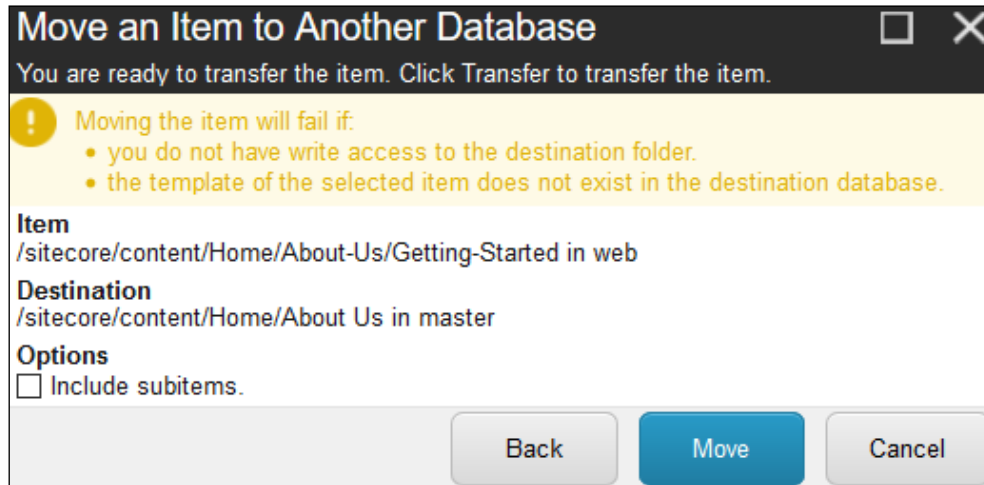 Move an Item to Another Database
You are ready to transfer the item. Click Transfer to transfer the item.
Moving the item will fail if:
• you do not have write access to the destination folder.
• the template of the selected item does not exist in the destination database.
Item
/sitecore/content/Home/About-Us/Getting-Started in web
Destination
/sitecore/content/Home/About Us in master
Options
Include subitems.
Back Move Cancel